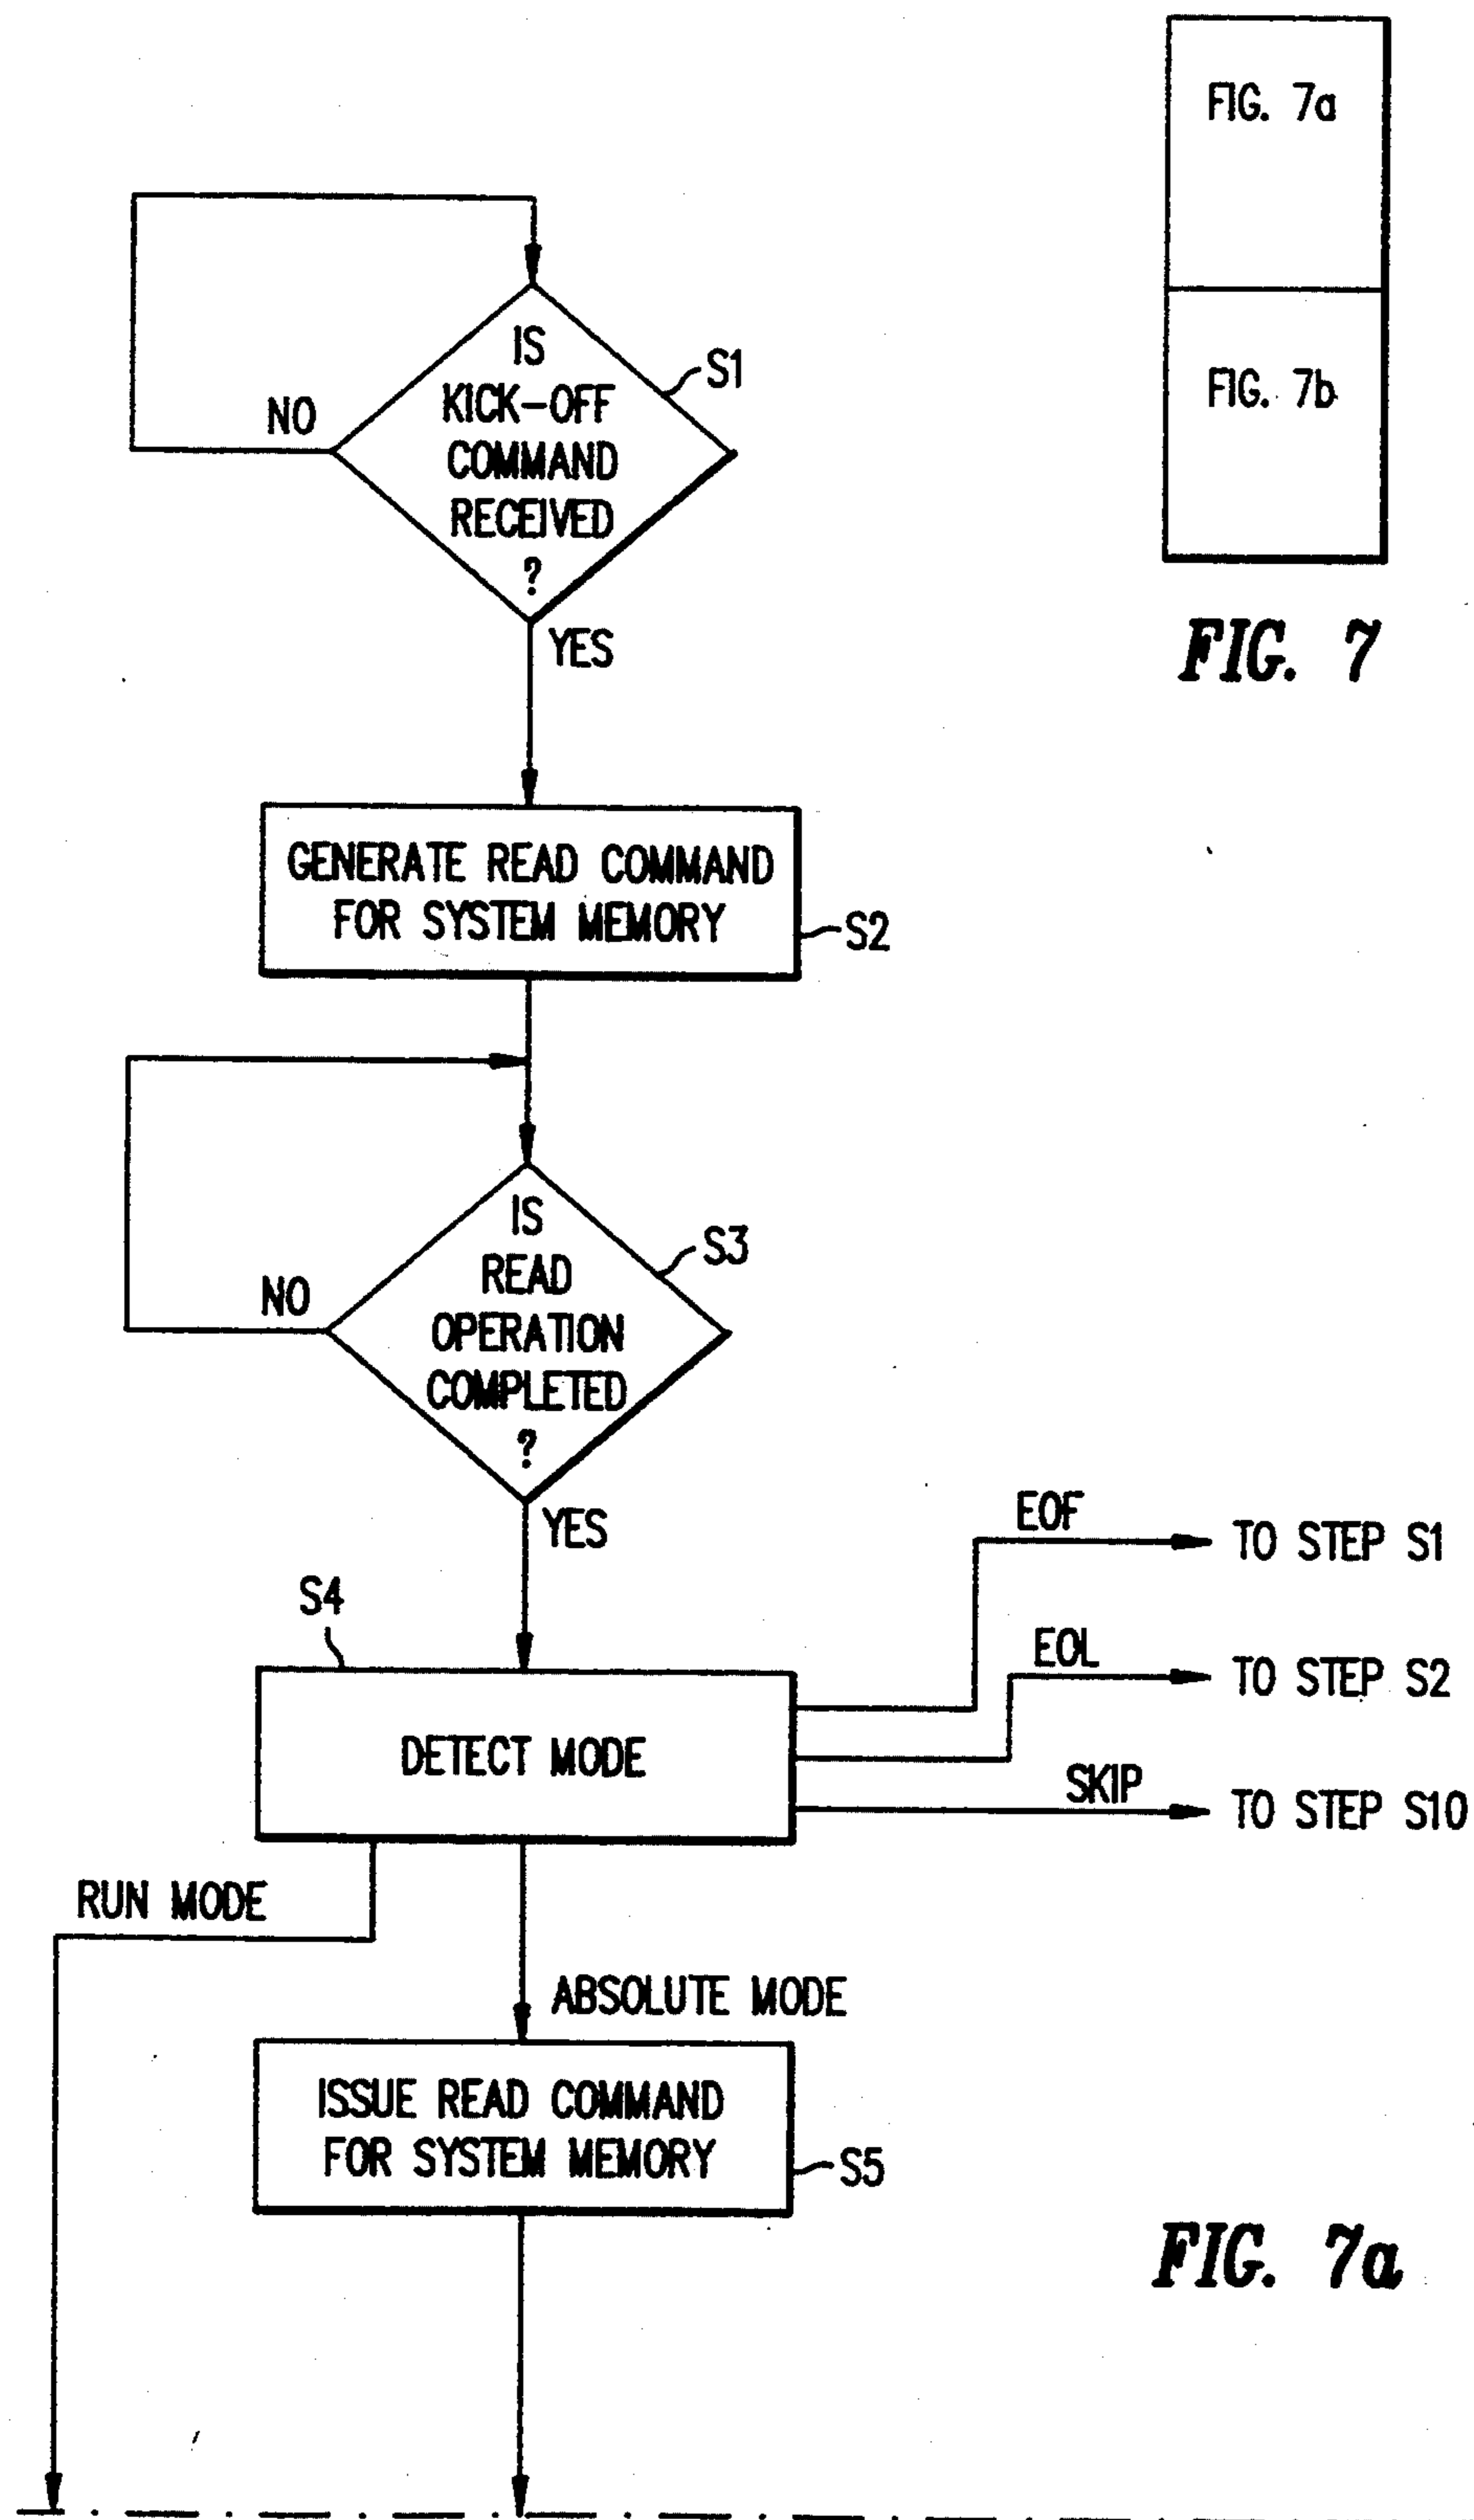 FIG. 7a
FIG. 7b
FIG. 7
IS
KICK-OFF
COMMAND
RECEIVED
?
S1
NO
YES
GENERATE READ COMMAND
FOR SYSTEM MEMORY
S2
IS
READ
OPERATION
COMPLETED
?
S3
NO
YES
S4
DETECT MODE
EOF
TO STEP S1
EOL
TO STEP S2
SKIP
TO STEP S10
RUN MODE
ABSOLUTE MODE
ISSUE READ COMMAND
FOR SYSTEM MEMORY
S5
FIG. 7a